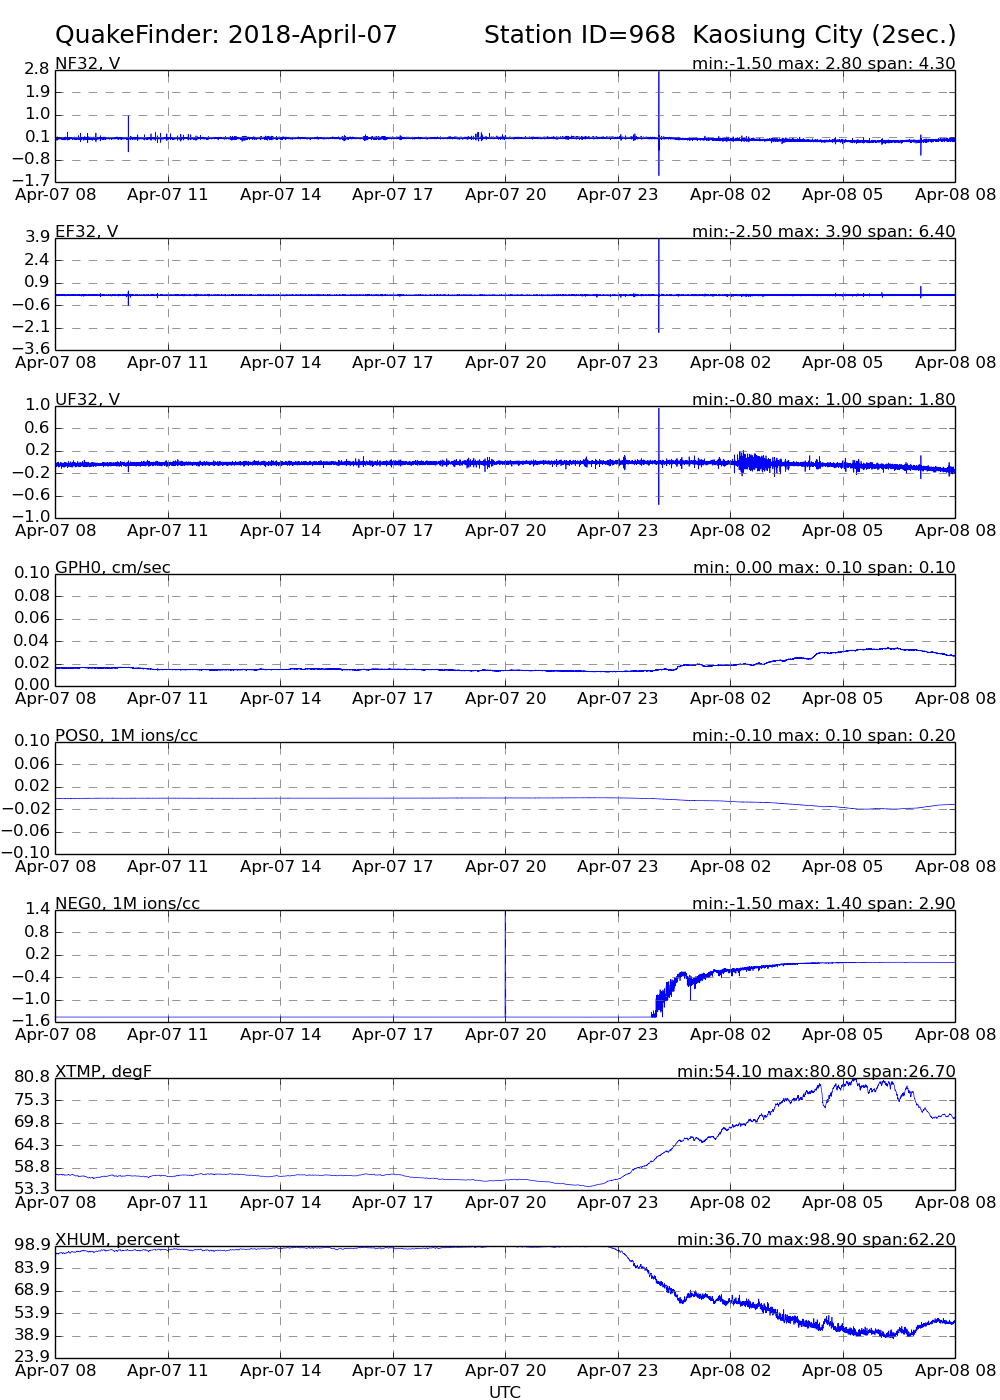 QuakeFinder: 2018-April-07 Station ID=968 Kaosiung City (2sec.)
NF32, V min:-1.50 max: 2.80 span: 4.30
2.8
1.9
1.0
0.1
−0.8
−1.7
Apr-07 08 Apr-07 11 Apr-07 14 Apr-07 17 Apr-07 20 Apr-07 23 Apr-08 02 Apr-08 05 Apr-08 08
EF32, V min:-2.50 max: 3.90 span: 6.40
3.9
2.4
0.9
−0.6
−2.1
−3.6
Apr-07 08 Apr-07 11 Apr-07 14 Apr-07 17 Apr-07 20 Apr-07 23 Apr-08 02 Apr-08 05 Apr-08 08
UF32, V min:-0.80 max: 1.00 span: 1.80
1.0
0.6
0.2
−0.2
−0.6
−1.0
Apr-07 08 Apr-07 11 Apr-07 14 Apr-07 17 Apr-07 20 Apr-07 23 Apr-08 02 Apr-08 05 Apr-08 08
GPH0, cm/sec min: 0.00 max: 0.10 span: 0.10
0.10
0.08
0.06
0.04
0.02
0.00
Apr-07 08 Apr-07 11 Apr-07 14 Apr-07 17 Apr-07 20 Apr-07 23 Apr-08 02 Apr-08 05 Apr-08 08
POS0, 1M ions/cc min:-0.10 max: 0.10 span: 0.20
0.10
0.06
0.02
−0.02
−0.06
−0.10
Apr-07 08 Apr-07 11 Apr-07 14 Apr-07 17 Apr-07 20 Apr-07 23 Apr-08 02 Apr-08 05 Apr-08 08
NEG0, 1M ions/cc min:-1.50 max: 1.40 span: 2.90
1.4
0.8
0.2
−0.4
−1.0
−1.6
Apr-07 08 Apr-07 11 Apr-07 14 Apr-07 17 Apr-07 20 Apr-07 23 Apr-08 02 Apr-08 05 Apr-08 08
XTMP, degF min:54.10 max:80.80 span:26.70
80.8
75.3
69.8
64.3
58.8
53.3
Apr-07 08 Apr-07 11 Apr-07 14 Apr-07 17 Apr-07 20 Apr-07 23 Apr-08 02 Apr-08 05 Apr-08 08
XHUM, percent min:36.70 max:98.90 span:62.20
98.9
83.9
68.9
53.9
38.9
23.9
Apr-07 08 Apr-07 11 Apr-07 14 Apr-07 17 Apr-07 20 Apr-07 23 Apr-08 02 Apr-08 05 Apr-08 08
UTC